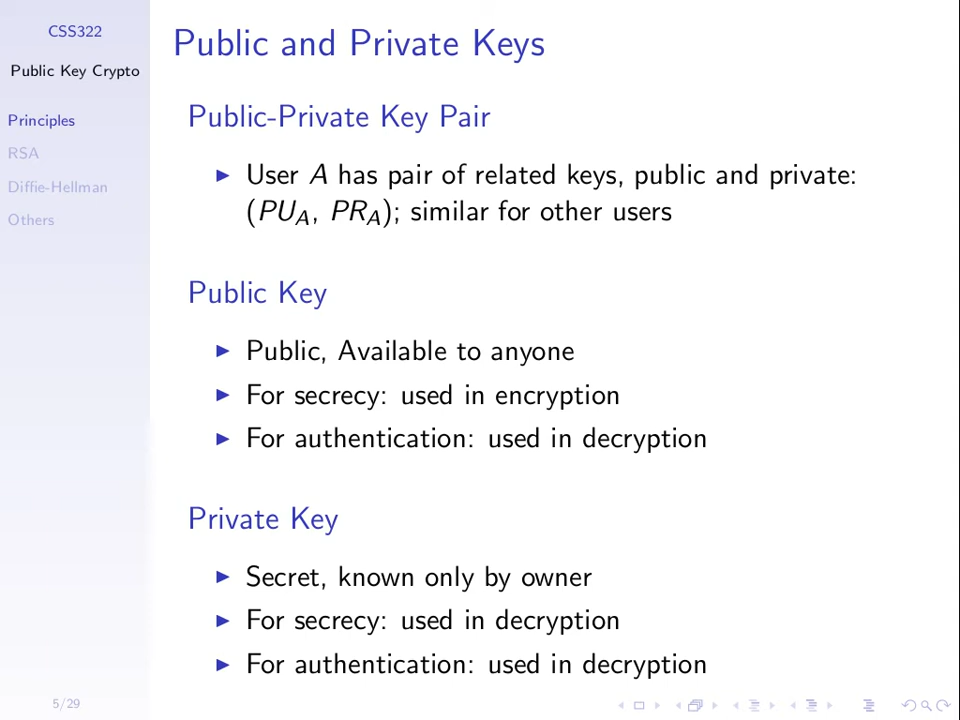 CSS322
Public Key Crypto
Principles
RSA
Diffie-Hellman
Others
5/29
Public and Private Keys
Public-Private Key Pair
User A has pair of related keys, public and private:
(PU_A, PR_A); similar for other users
Public Key
Public, Available to anyone
For secrecy: used in encryption
For authentication: used in decryption
Private Key
Secret, known only by owner
For secrecy: used in decryption
For authentication: used in decryption